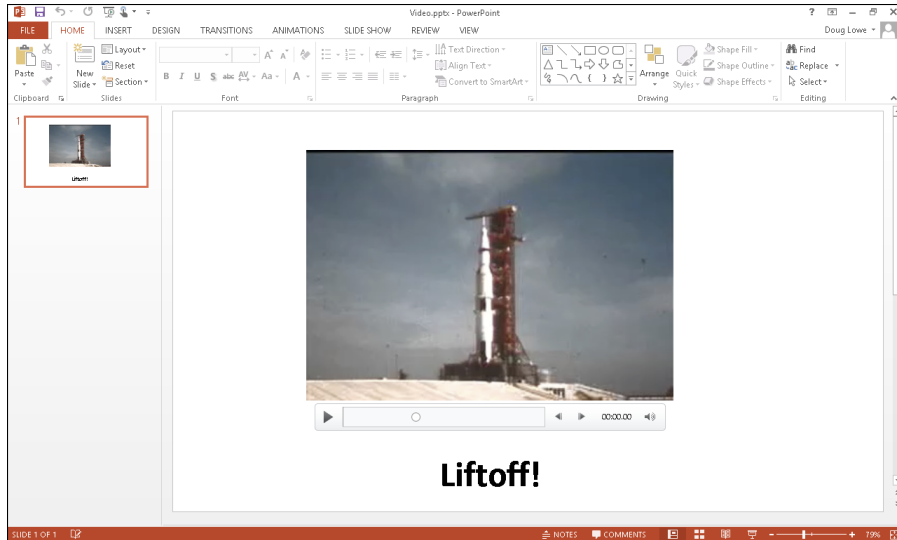 Video.pptx - PowerPoint
FILE HOME INSERT DESIGN TRANSITIONS ANIMATIONS SLIDE SHOW REVIEW VIEW Doug Lowe
Paste
New Slide
Layout
Reset
Section
B I U S abc AV Aa A
Text Direction
Align Text
Convert to SmartArt
Arrange
Quick Styles
Shape Fill
Shape Outline
Shape Effects
Find
Replace
Select
Clipboard Slides Font Paragraph Drawing Editing
1
Liftoff!
00:00.00
Liftoff!
SLIDE 1 OF 1 NOTES COMMENTS 79%